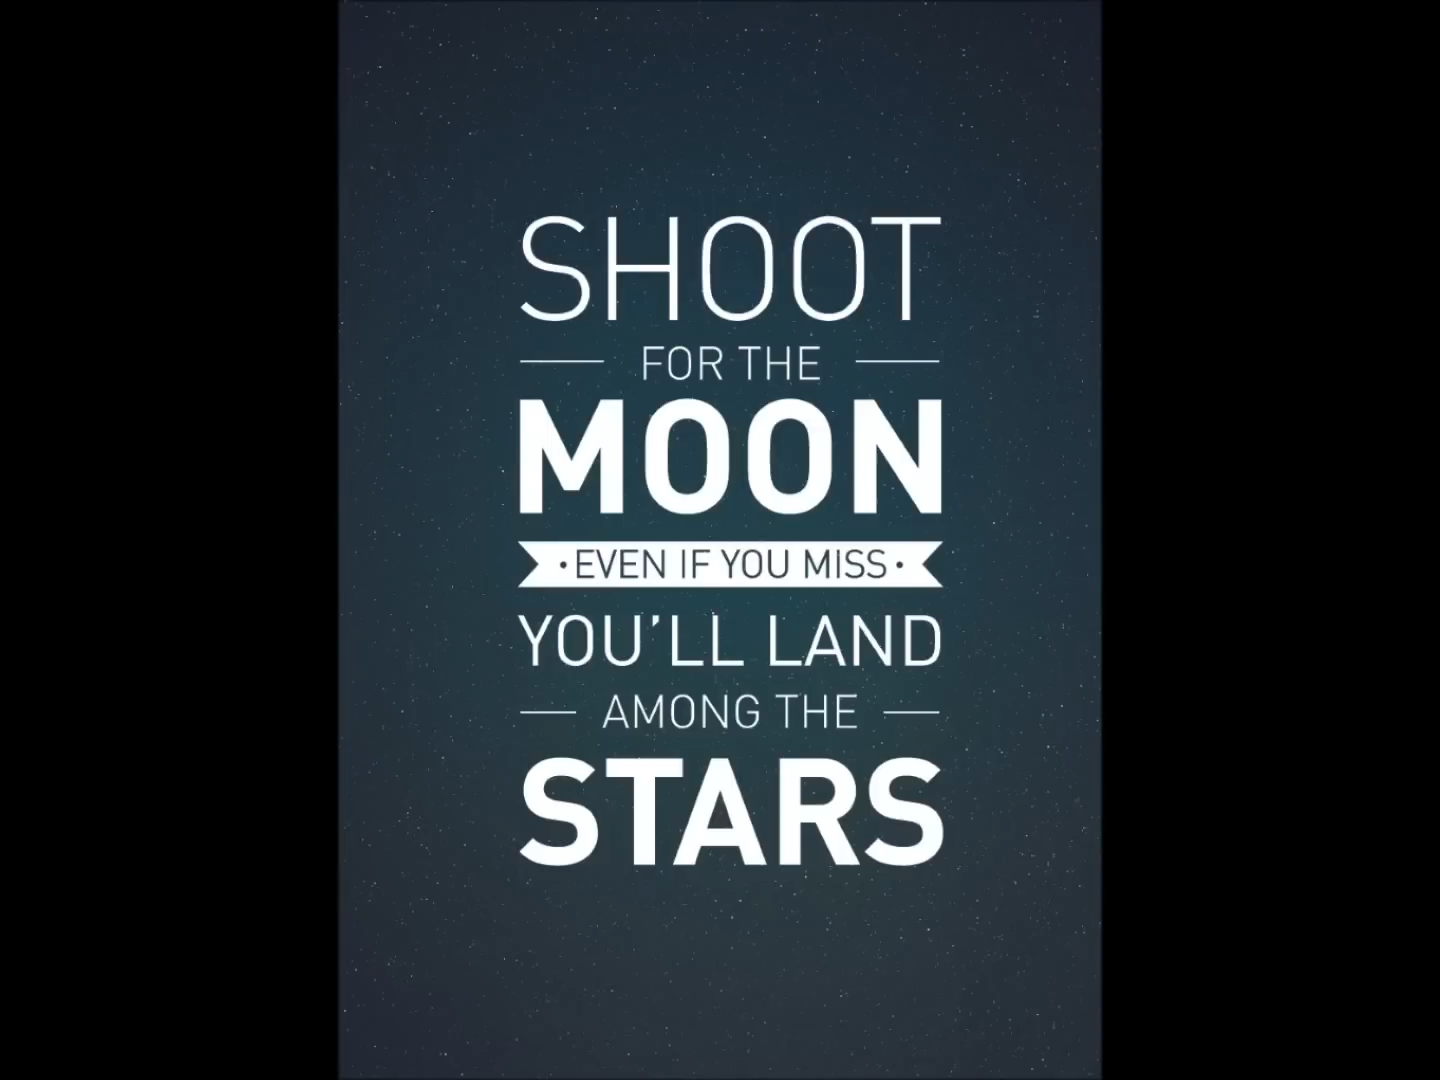 SHOOT
FOR THE
MOON
•EVEN IF YOU MISS•
YOU'LL LAND
AMONG THE
STARS